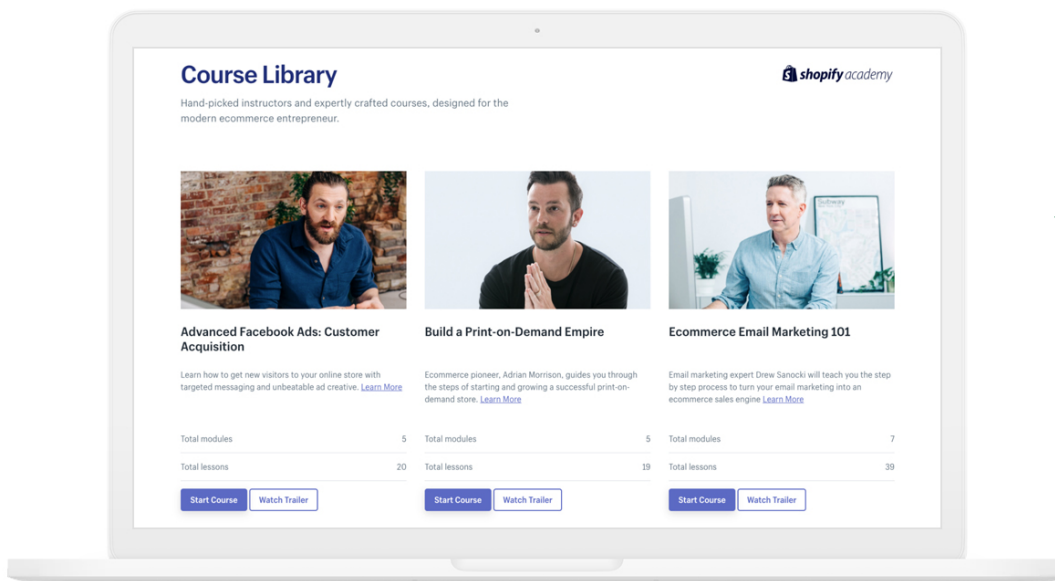 Course Library
shopify academy
Hand-picked instructors and expertly crafted courses, designed for the
modern ecommerce entrepreneur.
Advanced Facebook Ads: Customer
Acquisition
Learn how to get new visitors to your online store with
targeted messaging and unbeatable ad creative. Learn More
Total modules 5
Total lessons 20
Start Course Watch Trailer
Build a Print-on-Demand Empire
Ecommerce pioneer, Adrian Morrison, guides you through
the steps of starting and growing a successful print-on-
demand store. Learn More
Total modules 5
Total lessons 19
Start Course Watch Trailer
Ecommerce Email Marketing 101
Email marketing expert Drew Sanocki will teach you the step
by step process to turn your email marketing into an
ecommerce sales engine Learn More
Total modules 7
Total lessons 39
Start Course Watch Trailer